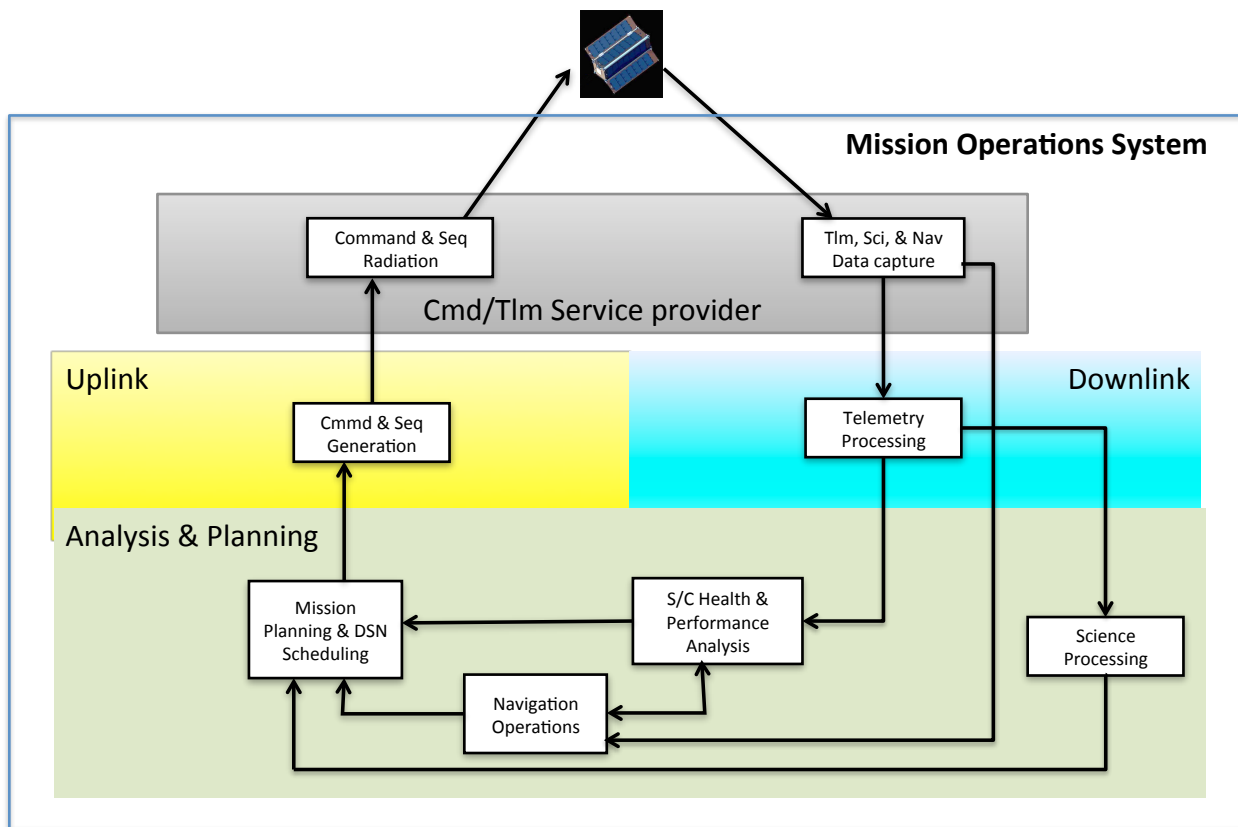 Mission Operations System
Command & Seq
Radiation
Tlm, Sci, & Nav
Data capture
Cmd/Tlm Service provider
Uplink
Downlink
Cmmd & Seq
Generation
Telemetry
Processing
Analysis & Planning
Mission
Planning & DSN
Scheduling
S/C Health &
Performance
Analysis
Science
Processing
Navigation
Operations